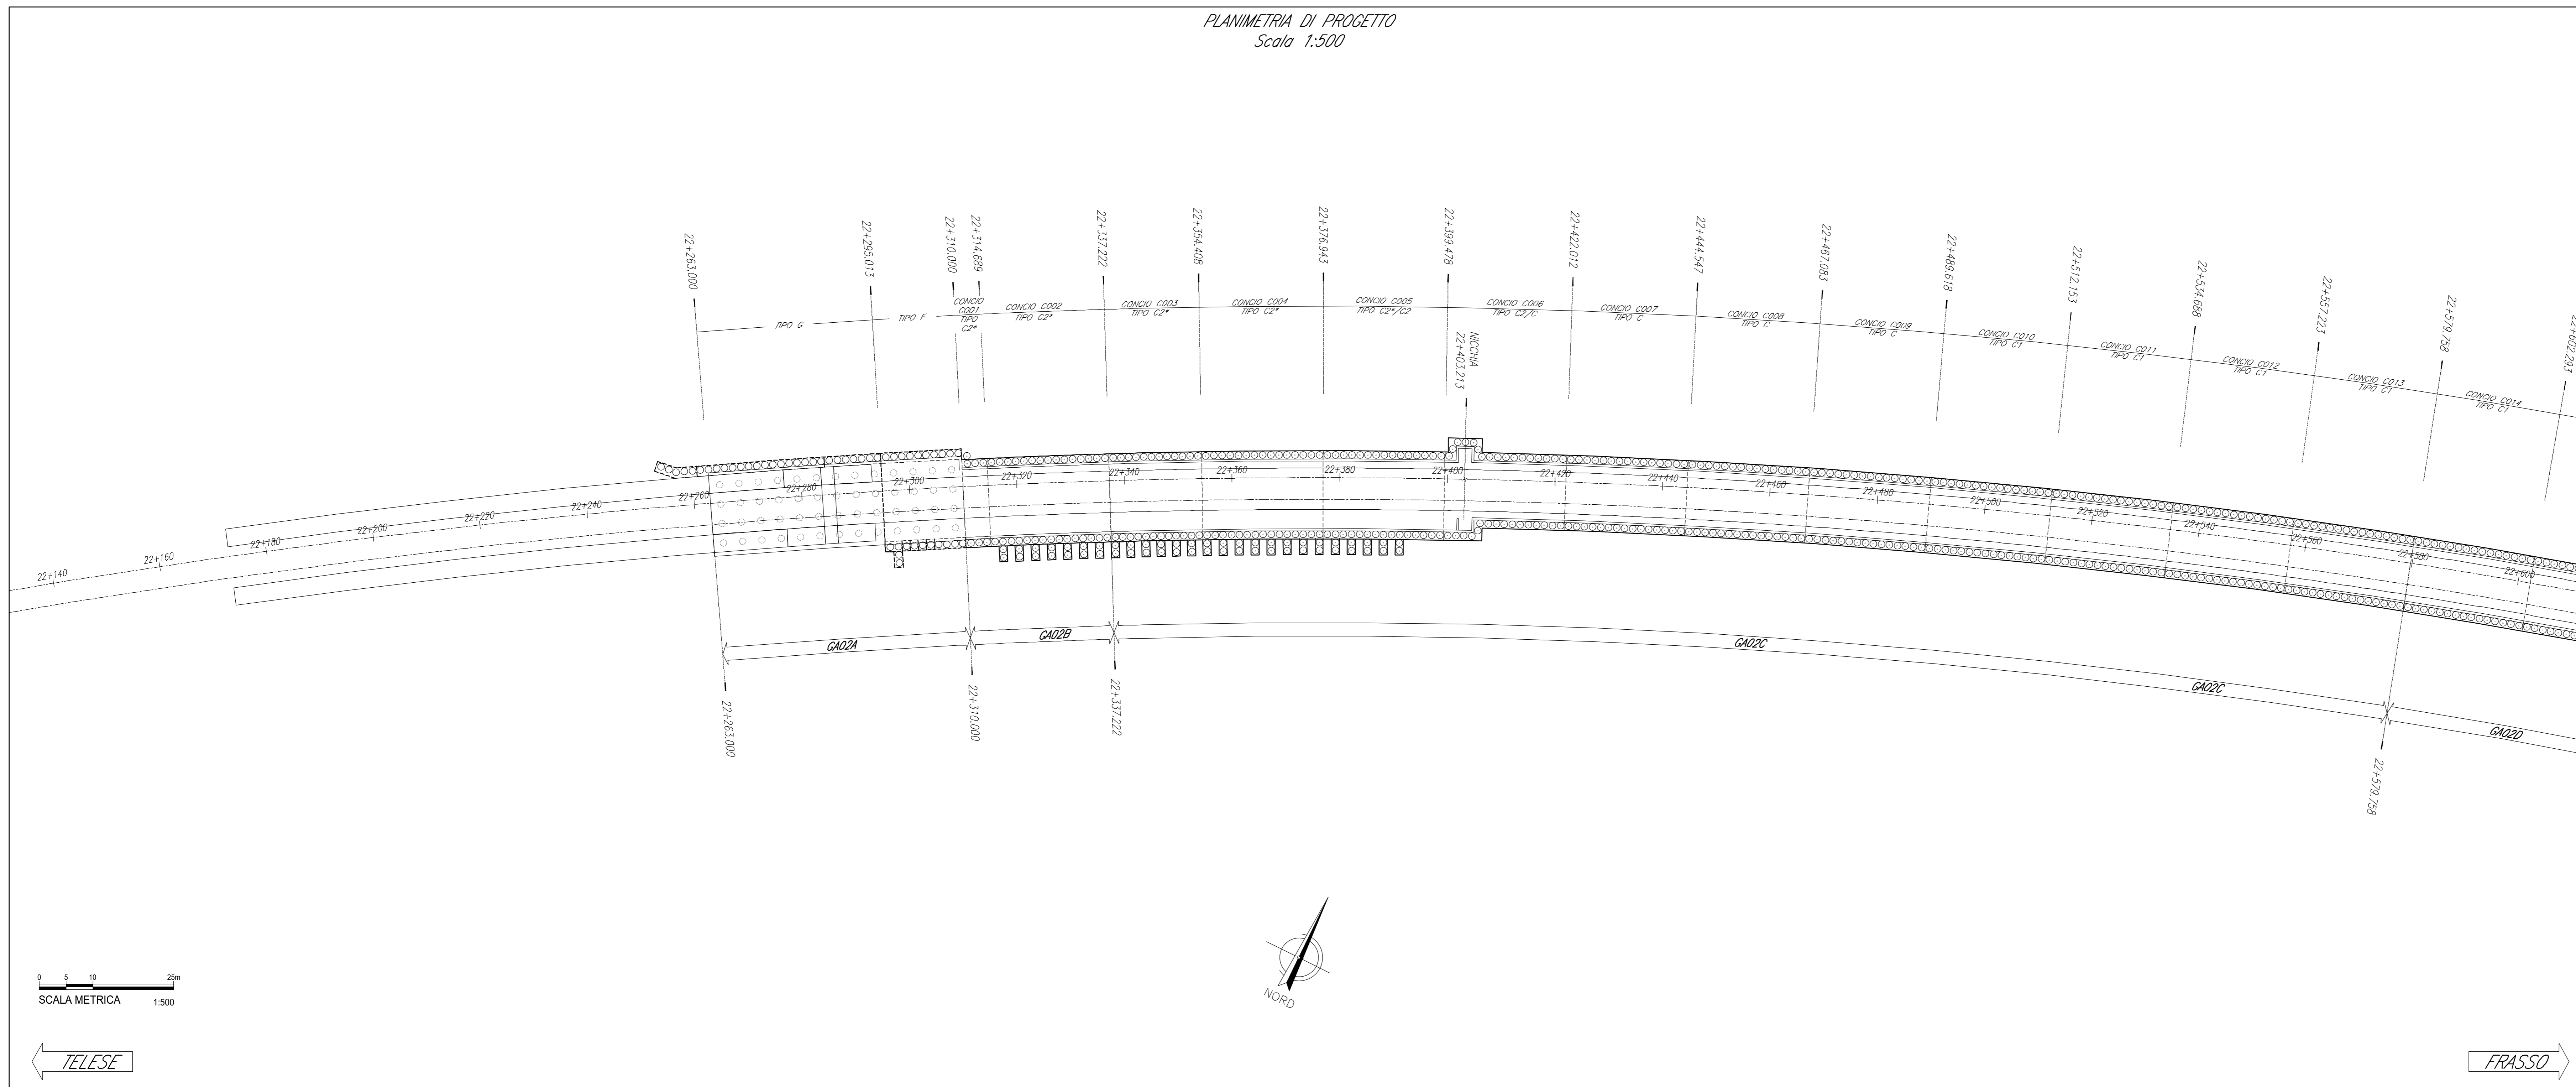 PLANIMETRIA DI PROGETTO
Scala 1:500
22+263.000
22+295.013
22+310.000
22+314.689
22+337.222
22+354.408
22+376.943
22+399.478
22+422.012
22+444.547
22+467.083
22+489.618
22+512.153
22+534.688
22+557.223
22+579.758
22+602.293
TIPO G
TIPO F
CONCIO
C001
TIPO
C2*
CONCIO C002
TIPO C2*
CONCIO C003
TIPO C2*
CONCIO C004
TIPO C2*
CONCIO C005
TIPO C2*/C2
CONCIO C006
TIPO C2/C
CONCIO C007
TIPO C
CONCIO C008
TIPO C
CONCIO C009
TIPO C
CONCIO C010
TIPO C1
CONCIO C011
TIPO C1
CONCIO C012
TIPO C1
CONCIO C013
TIPO C1
CONCIO C014
TIPO C1
NICCHIA
22+403.213
22+140
22+160
22+180
22+200
22+220
22+240
22+260
22+280
22+300
22+320
22+340
22+360
22+380
22+400
22+420
22+440
22+460
22+480
22+500
22+520
22+540
22+560
22+580
22+600
GA02A
GA02B
GA02C
GA02C
GA02D
22+263.000
22+310.000
22+337.222
22+579.758
NORD
0 5 10 25m
SCALA METRICA 1:500
TELESE
FRASSO